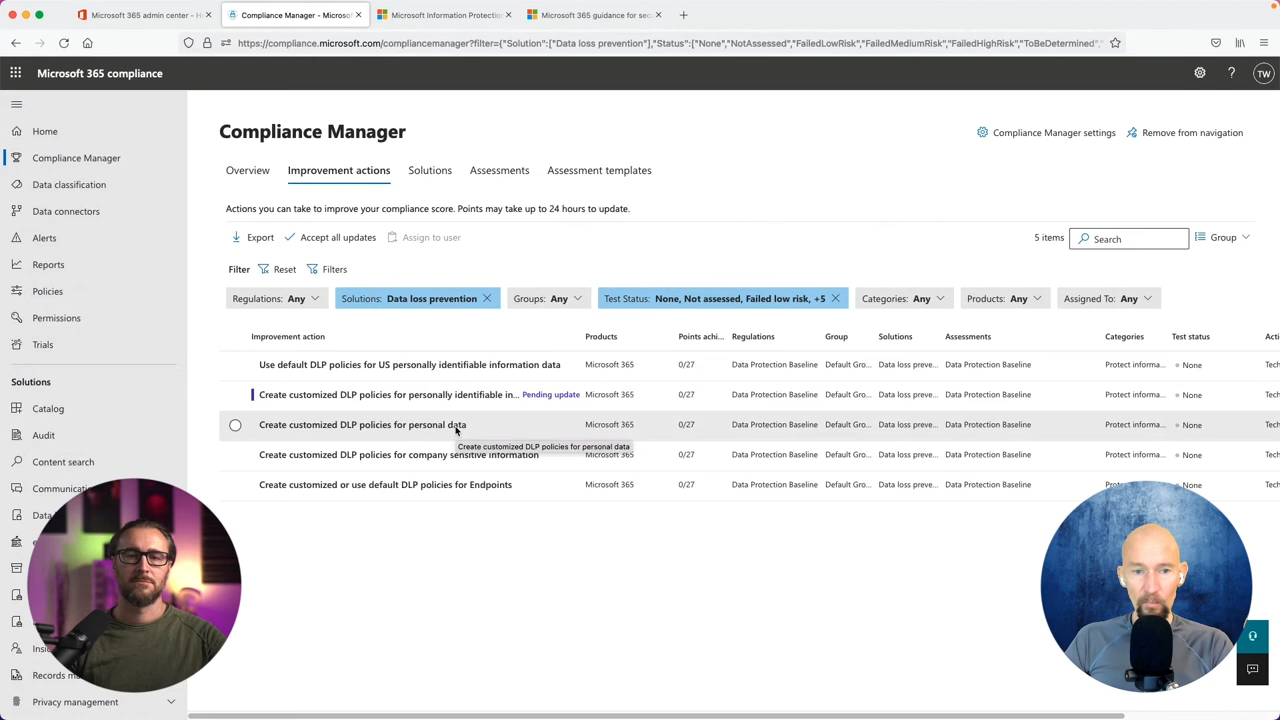 Microsoft 365 admin center - H
Compliance Manager - Microsof
Microsoft Information Protection
Microsoft 365 guidance for sec
https://compliance.microsoft.com/compliancemanager?filter={"Solution":["Data loss prevention"],"Status":["None","NotAssessed","FailedLowRisk","FailedMediumRisk","FailedHighRisk","ToBeDetermined",
Microsoft 365 compliance
TW
Home
Compliance Manager
Data classification
Data connectors
Alerts
Reports
Policies
Permissions
Trials
Solutions
Catalog
Audit
Content search
Communicati
Data
Records ma
Privacy management
Compliance Manager
Compliance Manager settings
Remove from navigation
Overview
Improvement actions
Solutions
Assessments
Assessment templates
Actions you can take to improve your compliance score. Points may take up to 24 hours to update.
Export
Accept all updates
Assign to user
5 items
Search
Group
Filter
Reset
Filters
Regulations: Any
Solutions: Data loss prevention
Groups: Any
Test Status: None, Not assessed, Failed low risk, +5
Categories: Any
Products: Any
Assigned To: Any
Improvement action Products Points achi... Regulations Group Solutions Assessments Categories Test status Acti
Use default DLP policies for US personally identifiable information data Microsoft 365 0/27 Data Protection Baseline Default Gro... Data loss preve... Data Protection Baseline Protect informa... None Tech
Create customized DLP policies for personally identifiable in... Pending update Microsoft 365 0/27 Data Protection Baseline Default Gro... Data loss preve... Data Protection Baseline Protect informa... None Tech
Create customized DLP policies for personal data Microsoft 365 0/27 Data Protection Baseline Default Gro... Data loss preve... Data Protection Baseline Protect informa... None Tech
Create customized DLP policies for personal data
Create customized DLP policies for company sensitive information Microsoft 365 0/27 Data Protection Baseline Default Gro... Data loss preve... Data Protection Baseline Protect informa... None Tech
Create customized or use default DLP policies for Endpoints Microsoft 365 0/27 Data Protection Baseline Default Gro... Data loss preve... Data Protection Baseline None Tech